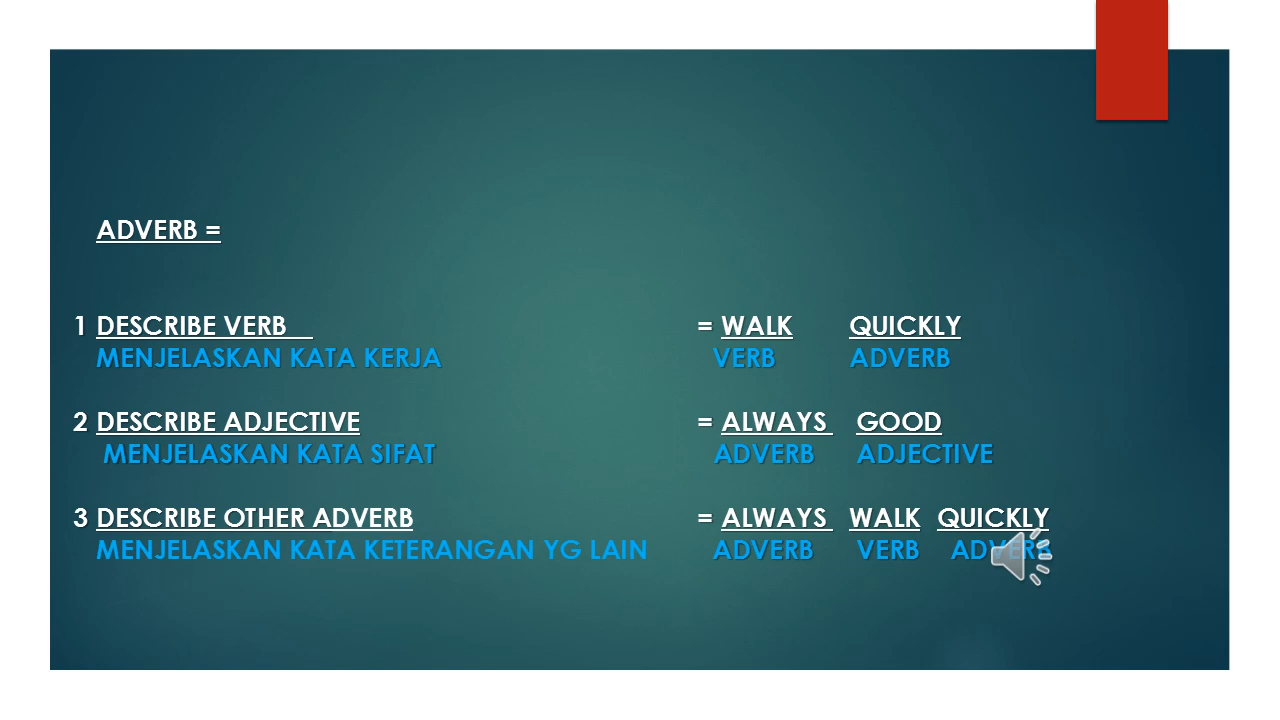 ADVERB =
1 DESCRIBE VERB = WALK QUICKLY
MENJELASKAN KATA KERJA VERB ADVERB
2 DESCRIBE ADJECTIVE = ALWAYS GOOD
MENJELASKAN KATA SIFAT ADVERB ADJECTIVE
3 DESCRIBE OTHER ADVERB = ALWAYS WALK QUICKLY
MENJELASKAN KATA KETERANGAN YG LAIN ADVERB VERB ADVERB